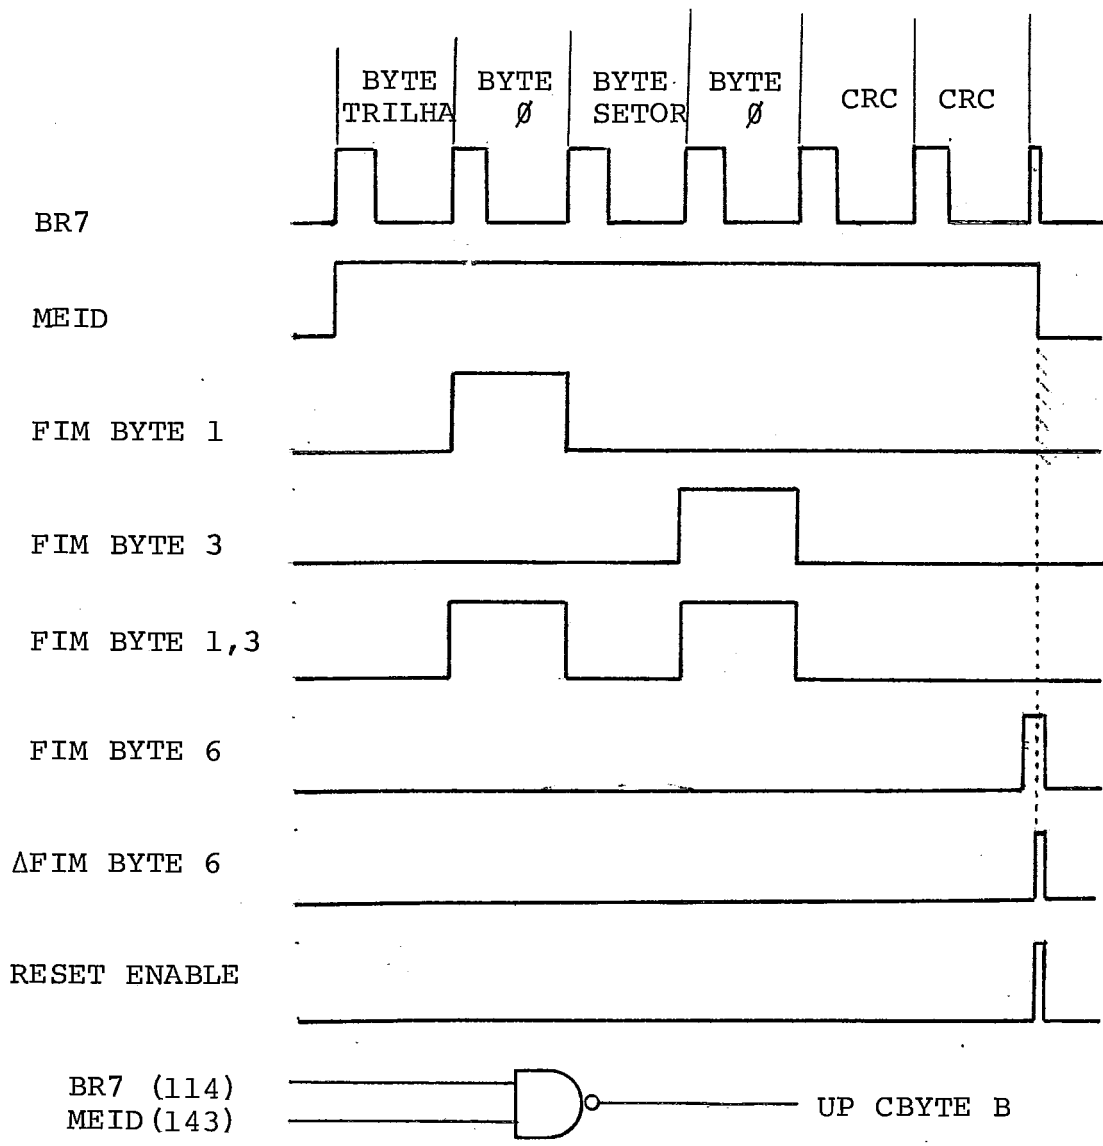 BYTE TRILHA
BYTE Ø
BYTE SETOR
BYTE Ø
CRC
CRC
BR7
MEID
FIM BYTE 1
FIM BYTE 3
FIM BYTE 1,3
FIM BYTE 6
ΔFIM BYTE 6
RESET ENABLE
BR7 (114)
MEID (143)
UP CBYTE B